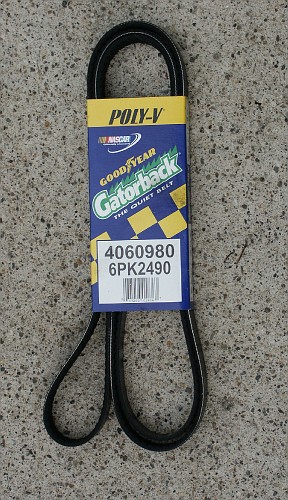 POLY-V
NASCAR
GOODYEAR
Gatorback
THE QUIET BELT
4060980
6PK2490